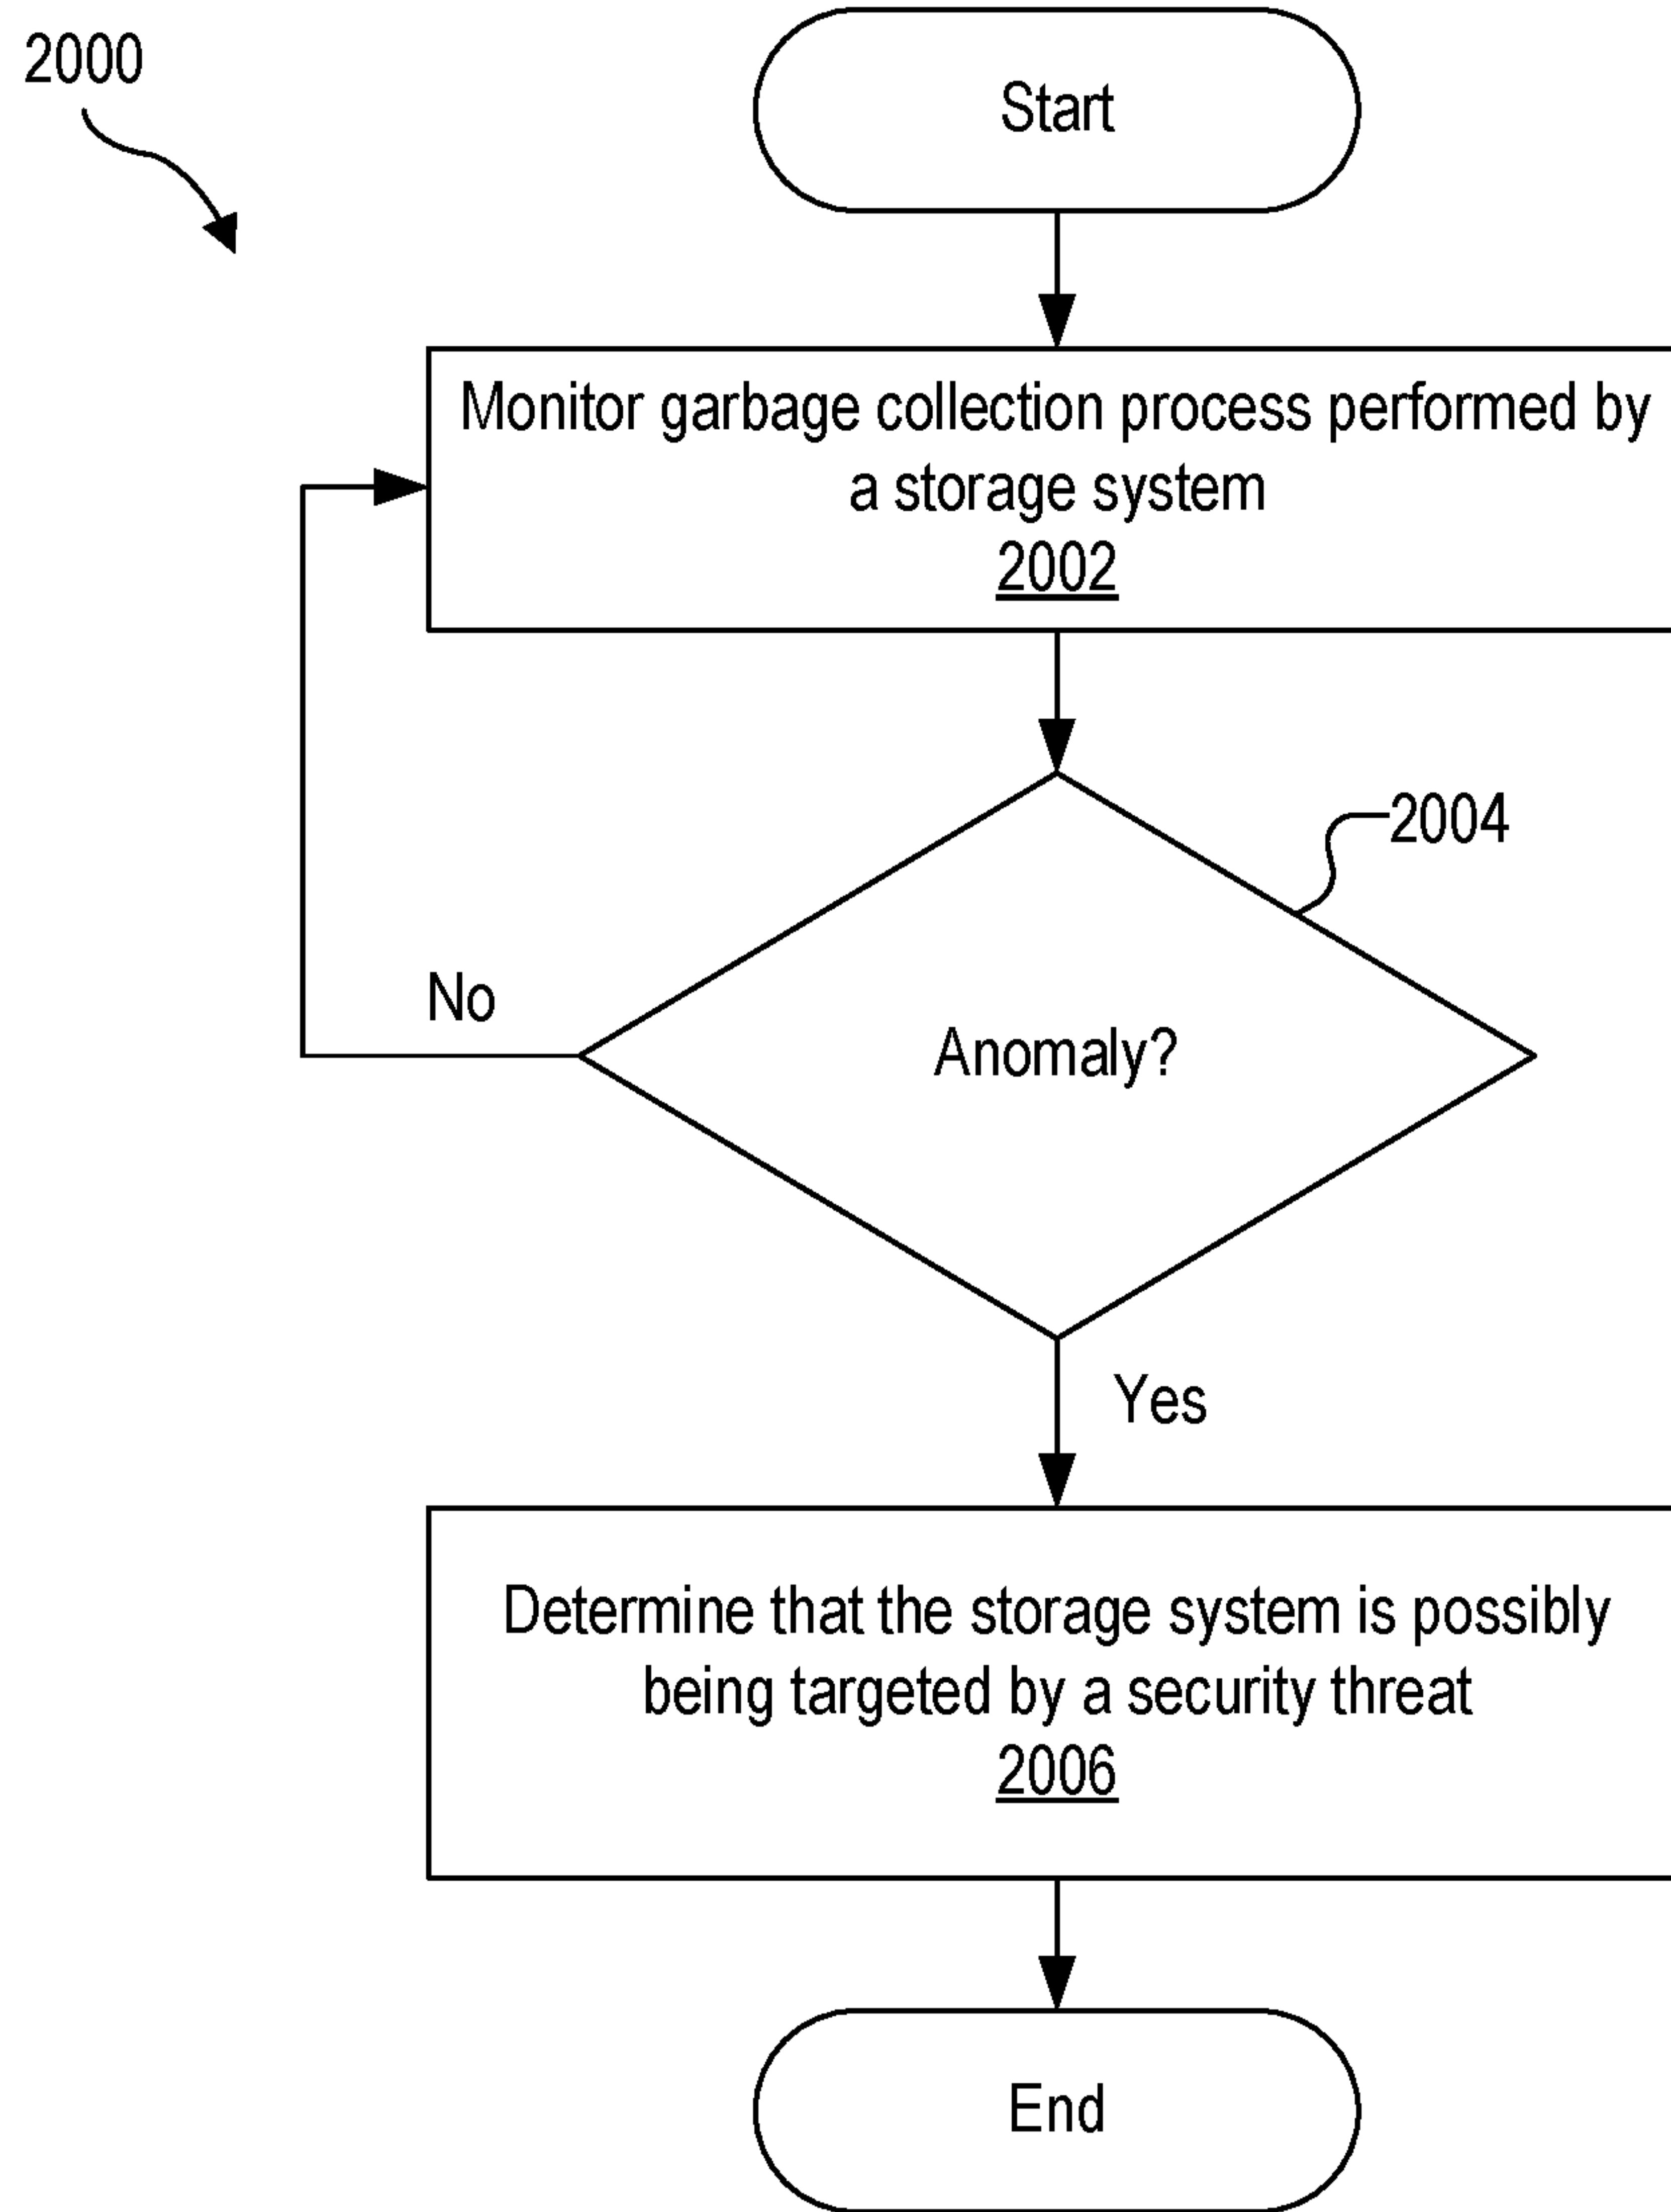 2000
Start
Monitor garbage collection process performed by
a storage system
2002
2004
No
Anomaly?
Yes
Determine that the storage system is possibly
being targeted by a security threat
2006
End